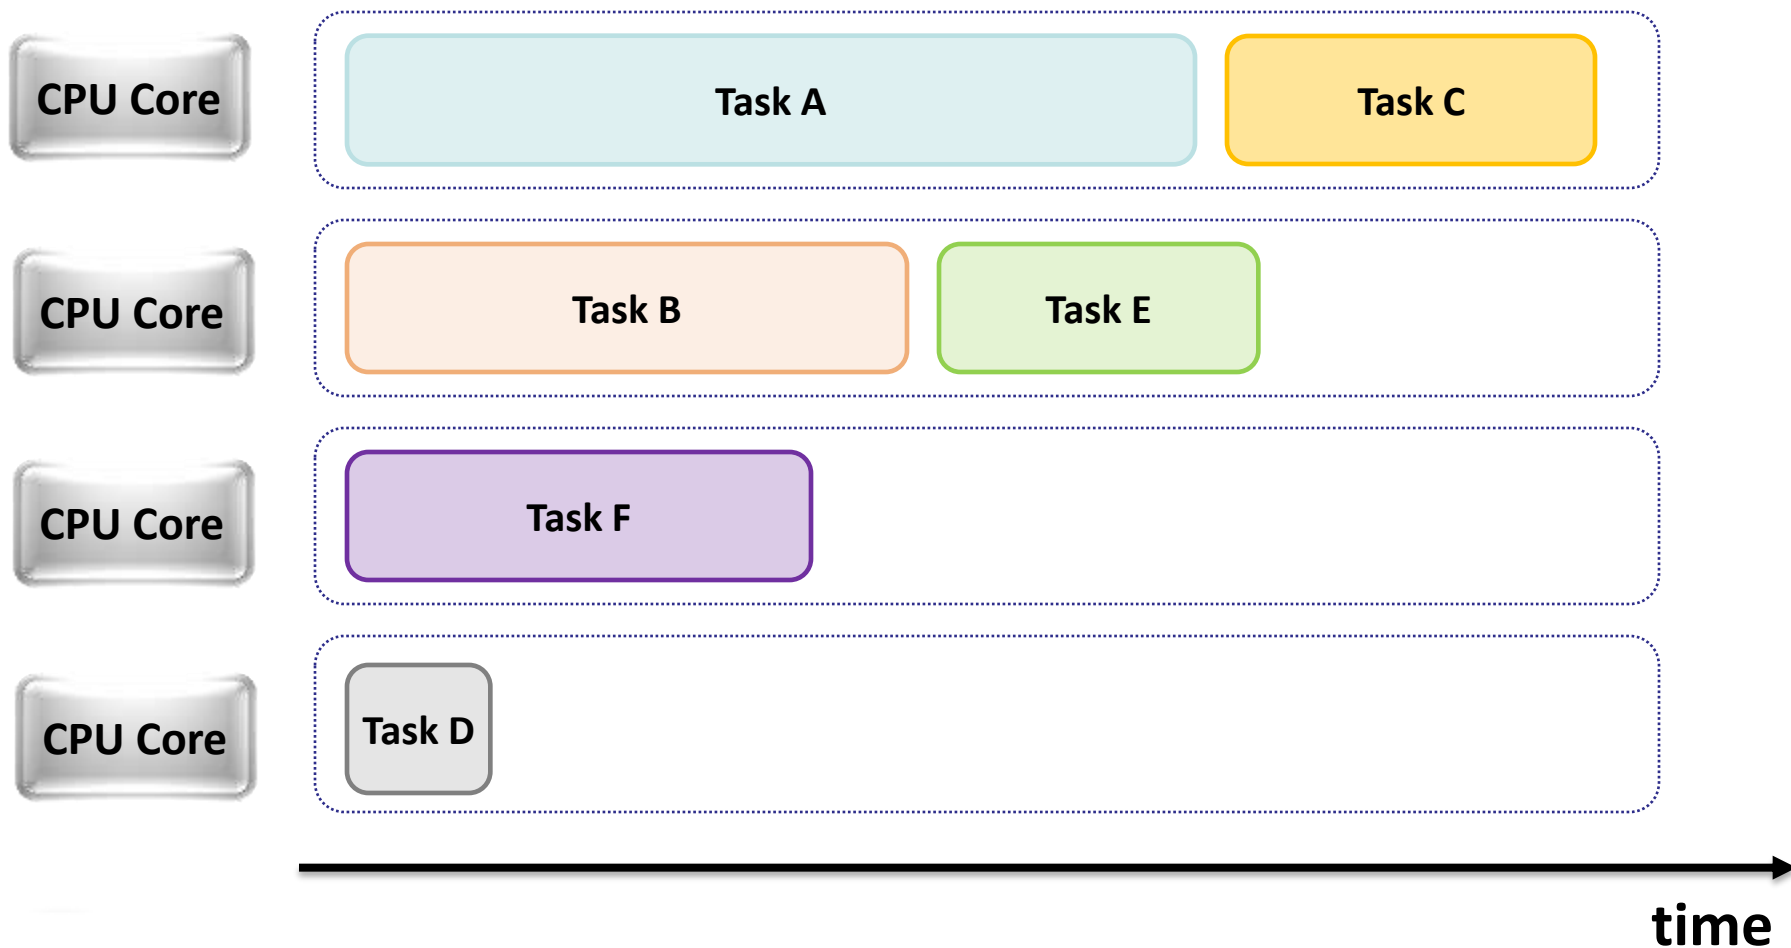 CPU Core
Task A
Task C
CPU Core
Task B
Task E
CPU Core
Task F
CPU Core
Task D
time